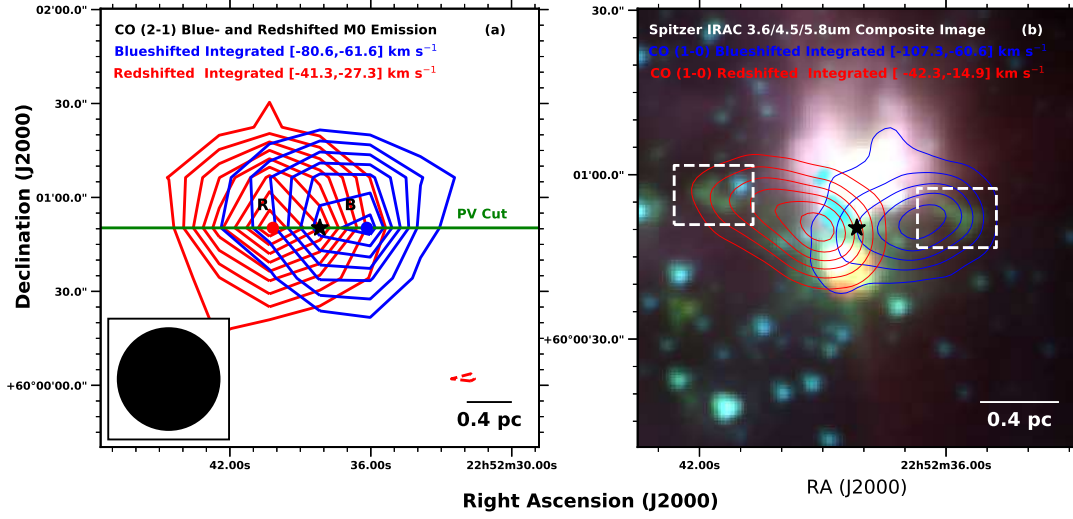 CO (2-1) Blue- and Redshifted M0 Emission (a)
Blueshifted Integrated [-80.6,-61.6] km s⁻¹
Redshifted Integrated [-41.3,-27.3] km s⁻¹
02'00."
30.0"
01'00."
30.0"
+60°00'00.0"
Declination (J2000)
R
B
PV Cut
0.4 pc
42.00s
36.00s
22h52m30.00s
Spitzer IRAC 3.6/4.5/5.8um Composite Image (b)
CO (1-0) Blueshifted Integrated [-107.3,-60.6] km s⁻¹
CO (1-0) Redshifted Integrated [ -42.3,-14.9] km s⁻¹
30.0"
01'00."
+60°00'30.0"
0.4 pc
42.00s
22h52m36.00s
RA (J2000)
Right Ascension (J2000)